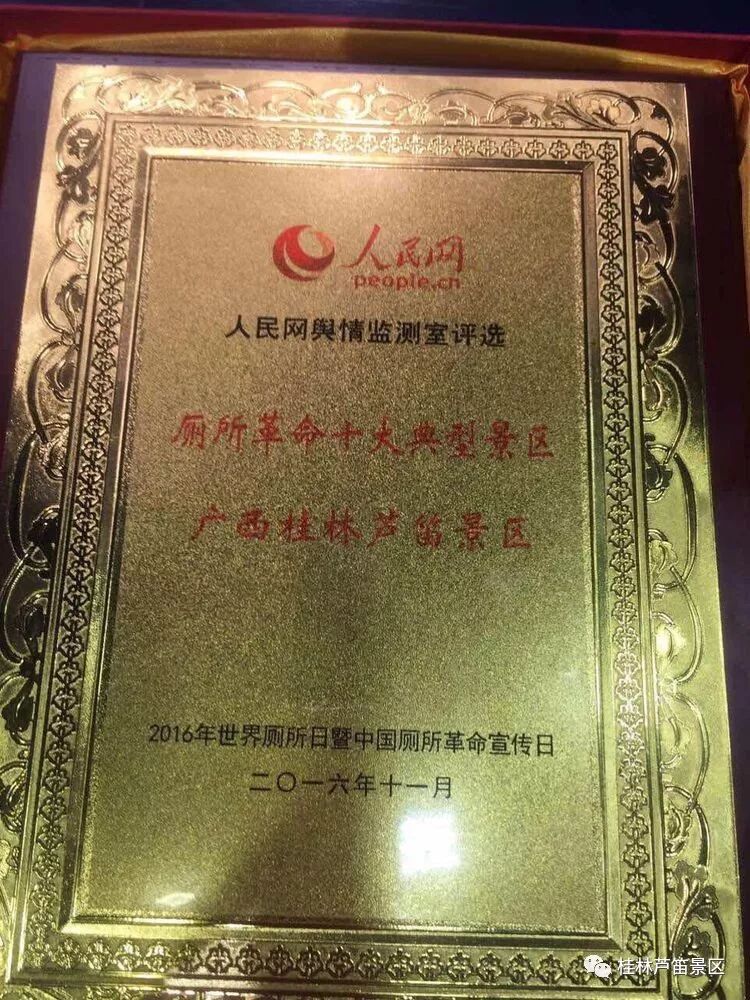 人民网
people.cn
人民网舆情监测室评选
厕所革命十大典型景区
广西桂林芦笛景区
2016年世界厕所日暨中国厕所革命宣传日
二〇一六年十一月
桂林芦笛景区